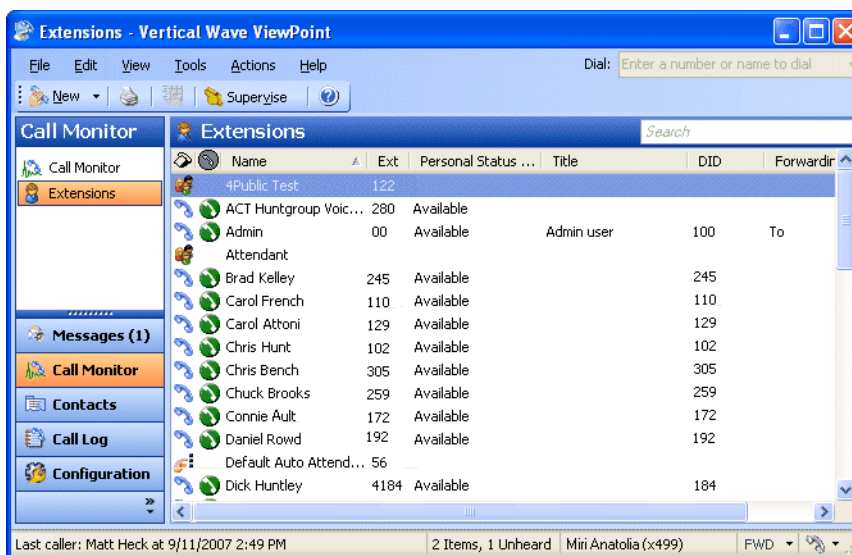 Extensions - Vertical Wave ViewPoint
File Edit View Tools Actions Help Dial: Enter a number or name to dial
New Supervise
Call Monitor
Call Monitor
Extensions
Messages (1)
Call Monitor
Contacts
Call Log
Configuration
Extensions Search
Name Ext Personal Status ... Title DID Forwardin
4Public Test 122
ACT Huntgroup Voic... 280 Available
Admin 00 Available Admin user 100 To
Attendant
Brad Kelley 245 Available 245
Carol French 110 Available 110
Carol Attoni 129 Available 129
Chris Hunt 102 Available 102
Chris Bench 305 Available 305
Chuck Brooks 259 Available 259
Connie Ault 172 Available 172
Daniel Rowd 192 Available 192
Default Auto Attend... 56
Dick Huntley 4184 Available 184
Last caller: Matt Heck at 9/11/2007 2:49 PM 2 Items, 1 Unheard Miri Anatolia (x499) FWD